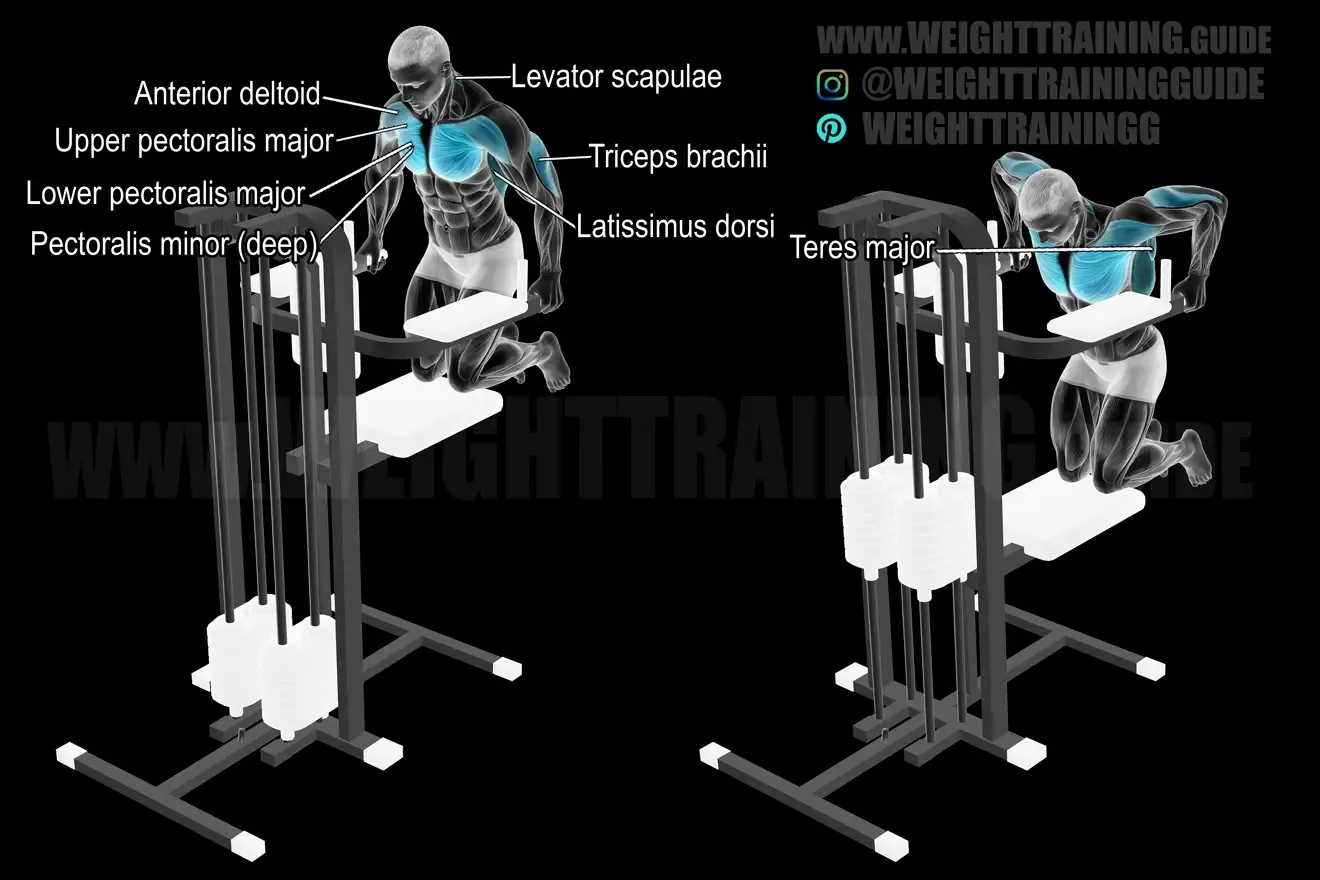 WWW.WEIGHTTRAINING.GUIDE
@WEIGHTTRAININGGUIDE
WEIGHTTRAININGG
Levator scapulae
Anterior deltoid
Upper pectoralis major
Triceps brachii
Lower pectoralis major
Latissimus dorsi
Pectoralis minor (deep)
Teres major
WWW.WEIGHTTRAINING.GUIDE